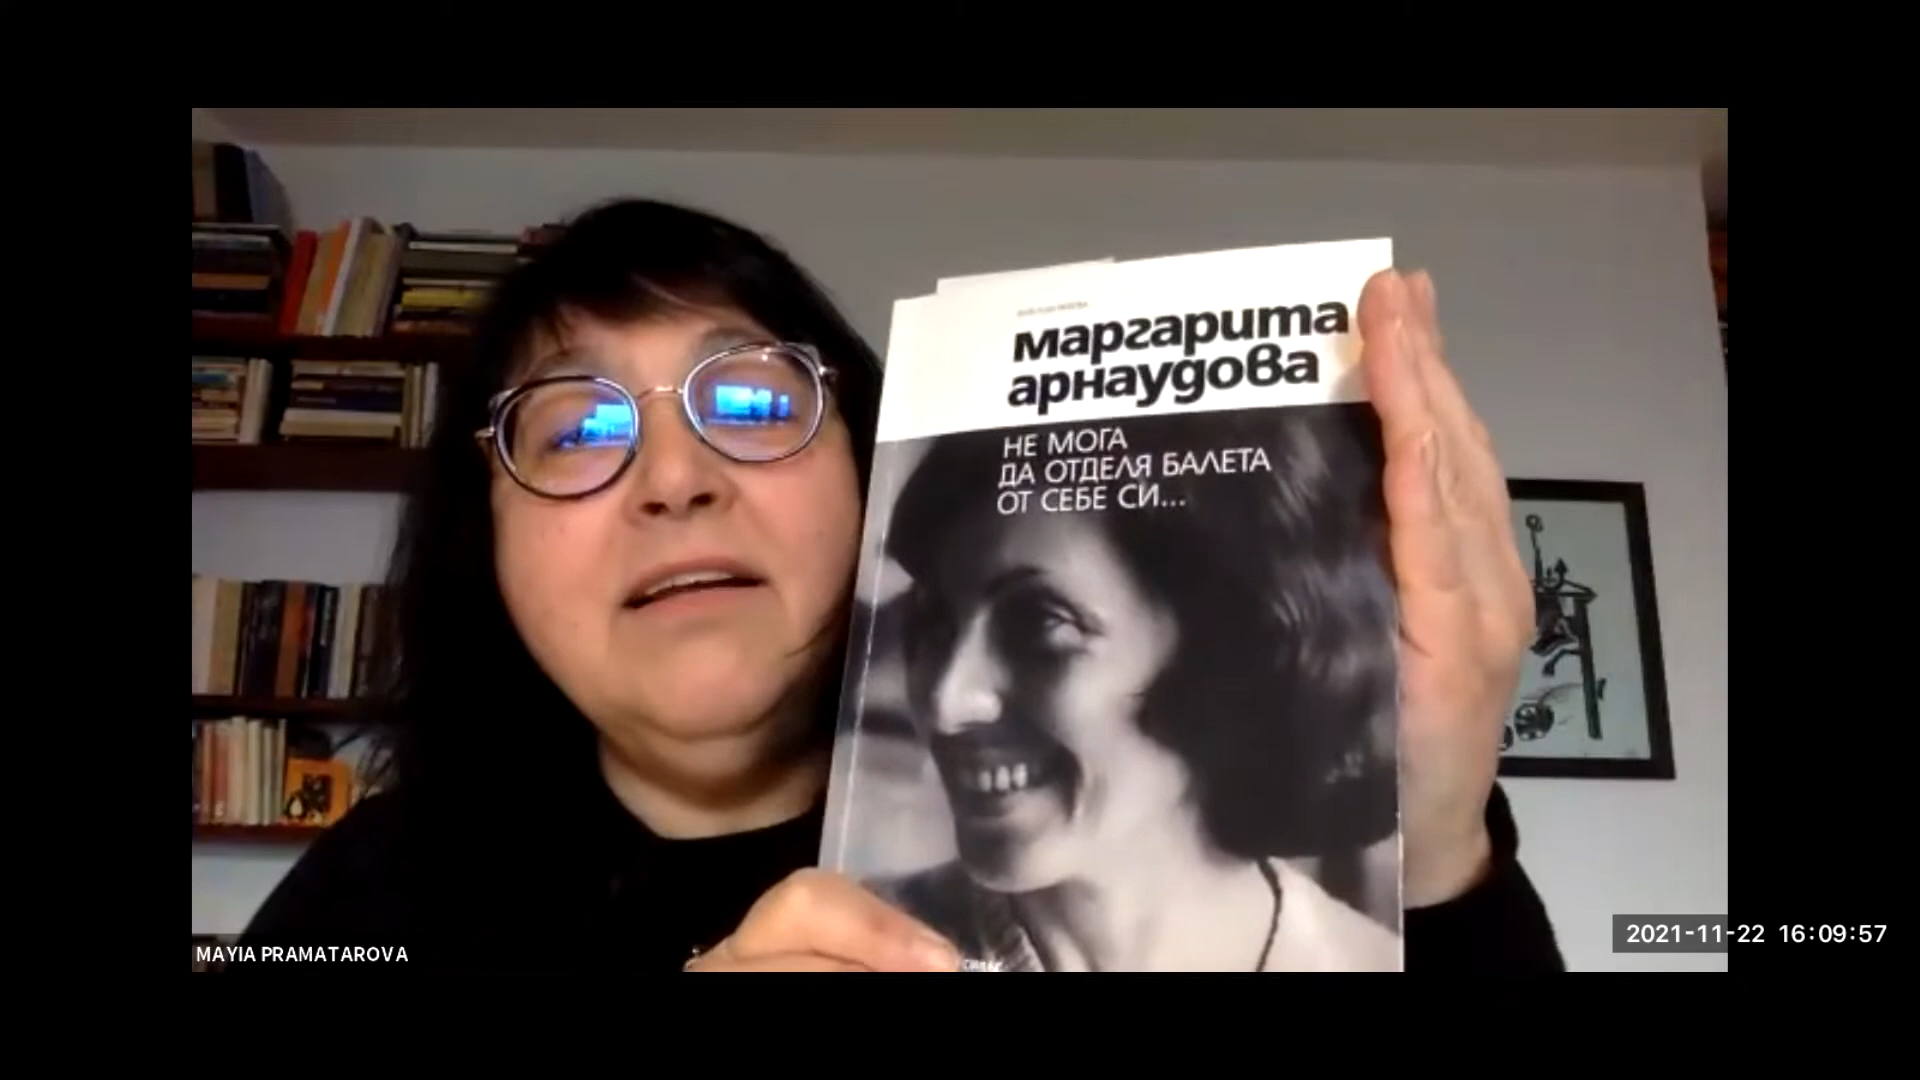 маргарита
арнаудова
НЕ МОГА
ДА ОТДЕЛЯ БАЛЕТА
ОТ СЕБЕ СИ...
MAYIA PRAMATAROVA
2021-11-22 16:09:57